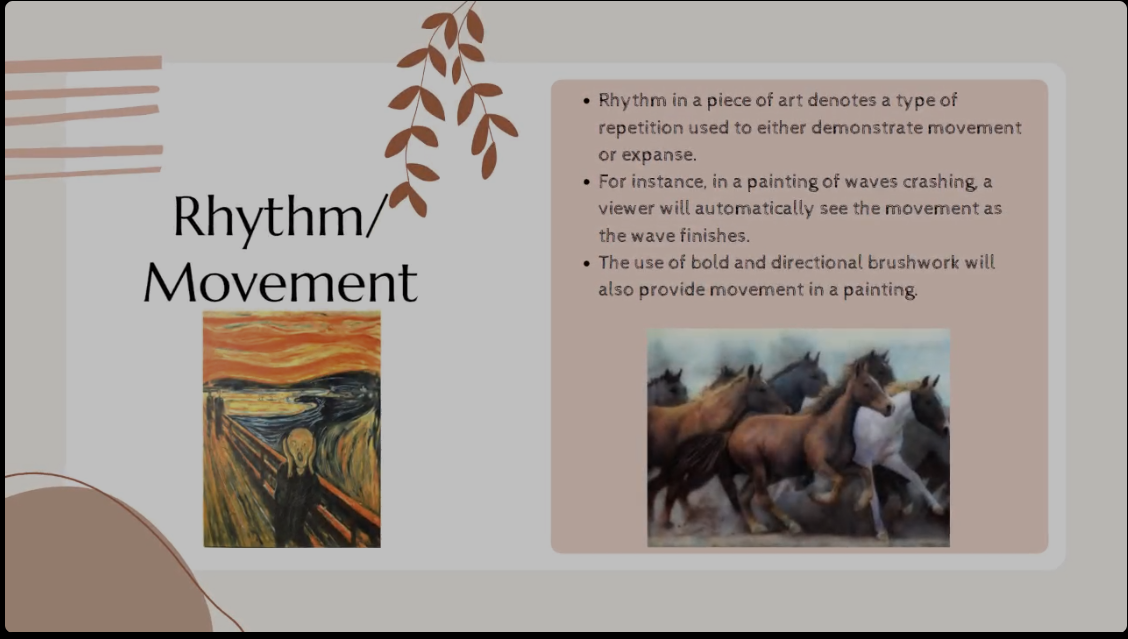 Rhythm/
Movement
• Rhythm in a piece of art denotes a type of
repetition used to either demonstrate movement
or expanse.
• For instance, in a painting of waves crashing, a
viewer will automatically see the movement as
the wave finishes.
• The use of bold and directional brushwork will
also provide movement in a painting.